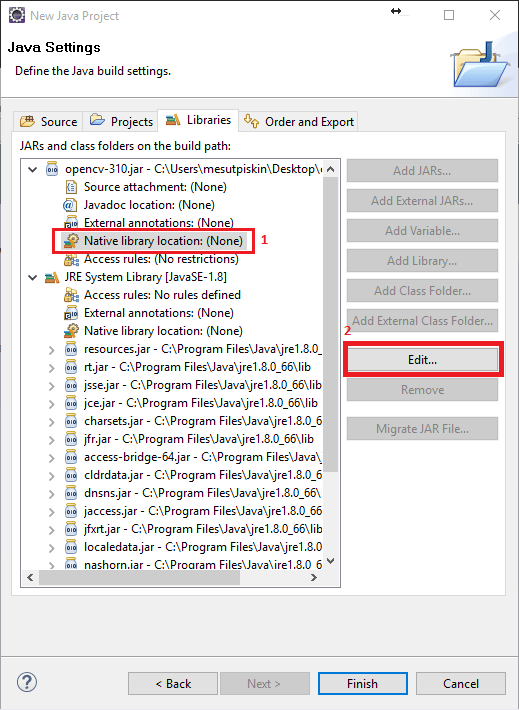 New Java Project
Java Settings
Define the Java build settings.
Source Projects Libraries Order and Export
JARs and class folders on the build path:
opencv-310.jar - C:\Users\mesutpiskin\Desktop\
Source attachment: (None)
Javadoc location: (None)
External annotations: (None)
Native library location: (None) 1
Access rules: (No restrictions)
JRE System Library [JavaSE-1.8]
Access rules: No rules defined
External annotations: (None)
Native library location: (None)
resources.jar - C:\Program Files\Java\jre1.8.0_
rt.jar - C:\Program Files\Java\jre1.8.0_66\lib
jsse.jar - C:\Program Files\Java\jre1.8.0_66\lib
jce.jar - C:\Program Files\Java\jre1.8.0_66\lib
charsets.jar - C:\Program Files\Java\jre1.8.0_66
jfr.jar - C:\Program Files\Java\jre1.8.0_66\lib
access-bridge-64.jar - C:\Program Files\Java\
cldrdata.jar - C:\Program Files\Java\jre1.8.0_66
dnsns.jar - C:\Program Files\Java\jre1.8.0_66\
jaccess.jar - C:\Program Files\Java\jre1.8.0_66
jfxrt.jar - C:\Program Files\Java\jre1.8.0_66\lib
localedata.jar - C:\Program Files\Java\jre1.8.0
nashorn.jar - C:\Program Files\Java\jre1.8.0_6
Add JARs...
Add External JARs...
Add Variable...
Add Library...
Add Class Folder...
Add External Class Folder...
2
Edit...
Remove
Migrate JAR File...
? < Back Next > Finish Cancel